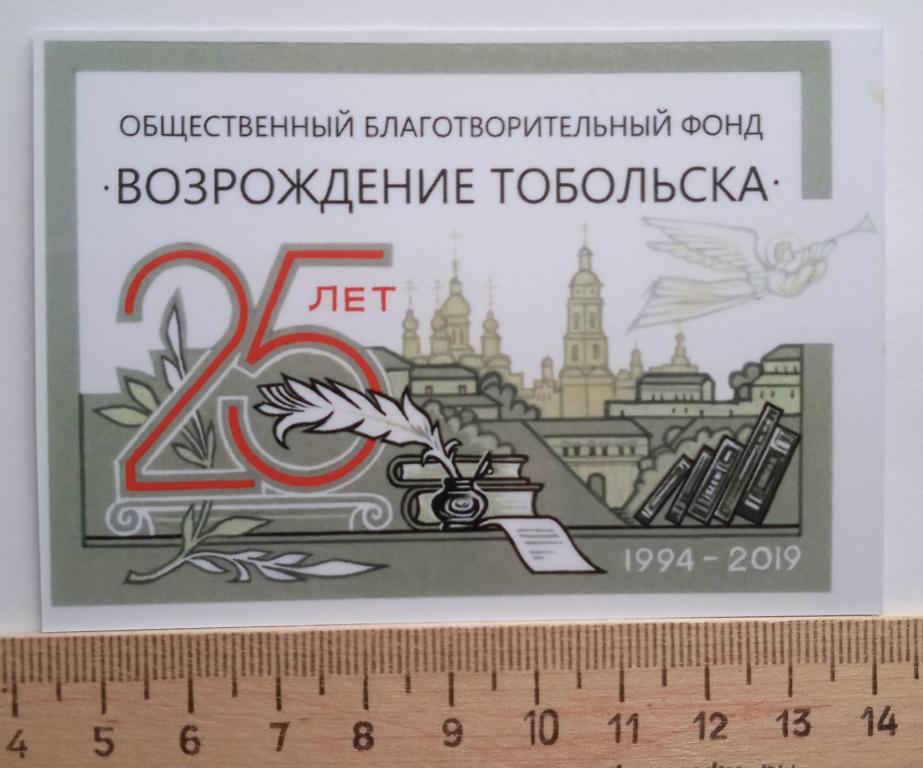 ОБЩЕСТВЕННЫЙ БЛАГОТВОРИТЕЛЬНЫЙ ФОНД
·ВОЗРОЖДЕНИЕ ТОБОЛЬСКА·
25 ЛЕТ
1994 – 2019
4 5 6 7 8 9 10 11 12 13 14